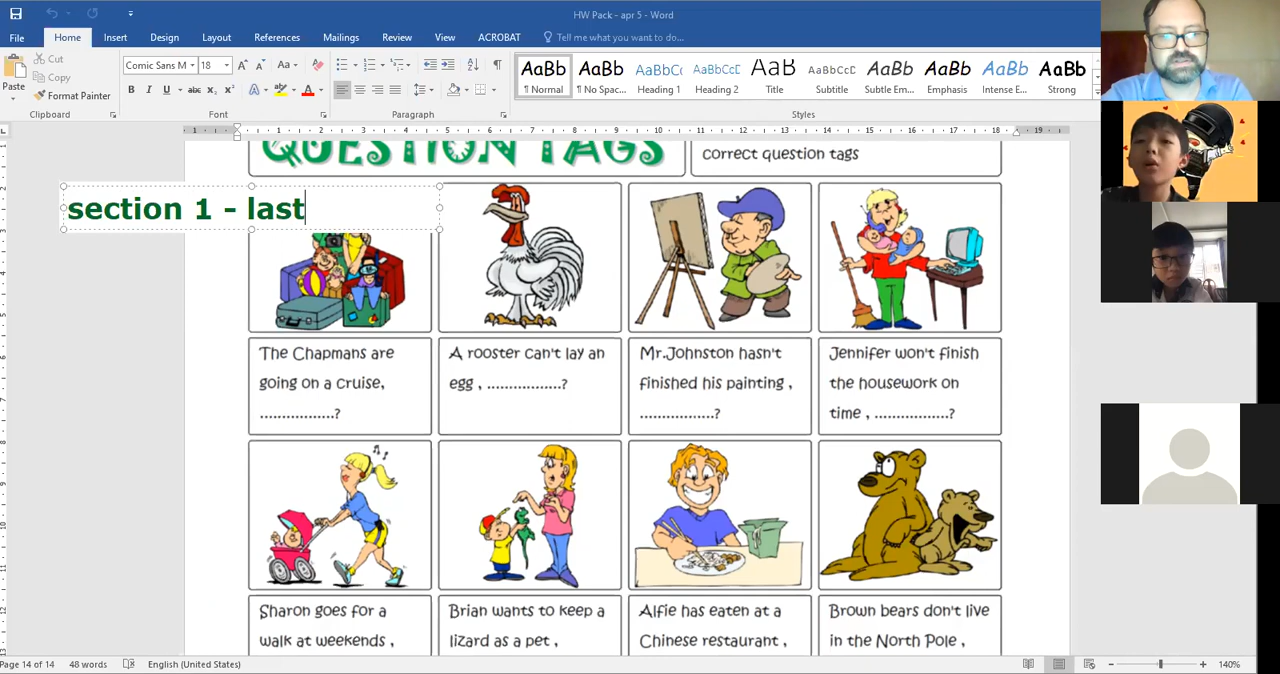 HW Pack - apr 5 - Word
File Home Insert Design Layout References Mailings Review View ACROBAT Tell me what you want to do...
Paste
Cut
Copy
Format Painter
Clipboard
Comic Sans M 18
Font
Paragraph
AaBb AaBb AaBbCc AaBbCcD AaB AaBbCcD AaBb AaBb AaBb AaBb
¶ Normal ¶ No Spac... Heading 1 Heading 2 Title Subtitle Subtle Em... Emphasis Intense E... Strong
Styles
QUESTION TAGS
correct question tags
section 1 - last
The Chapmans are
going on a cruise,
.................?
A rooster can't lay an
egg , .................?
Mr.Johnston hasn't
finished his painting ,
.................?
Jennifer won't finish
the housework on
time , .................?
Sharon goes for a
walk at weekends ,
Brian wants to keep a
lizard as a pet ,
Alfie has eaten at a
Chinese restaurant ,
Brown bears don't live
in the North Pole ,
Page 14 of 14 48 words English (United States) 140%